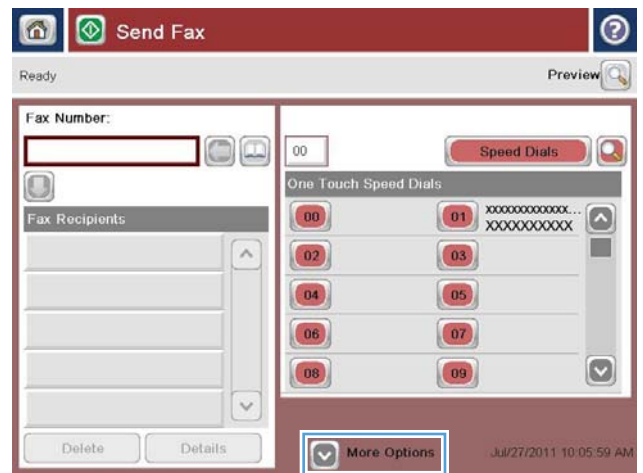 Send Fax
?
Ready
Preview
Fax Number:
00
Speed Dials
One Touch Speed Dials
Fax Recipients
00
01
XXXXXXXXXXXXX...
XXXXXXXXXX
02
03
04
05
06
07
08
09
Delete
Details
More Options
Jul/27/2011 10:05:59 AM